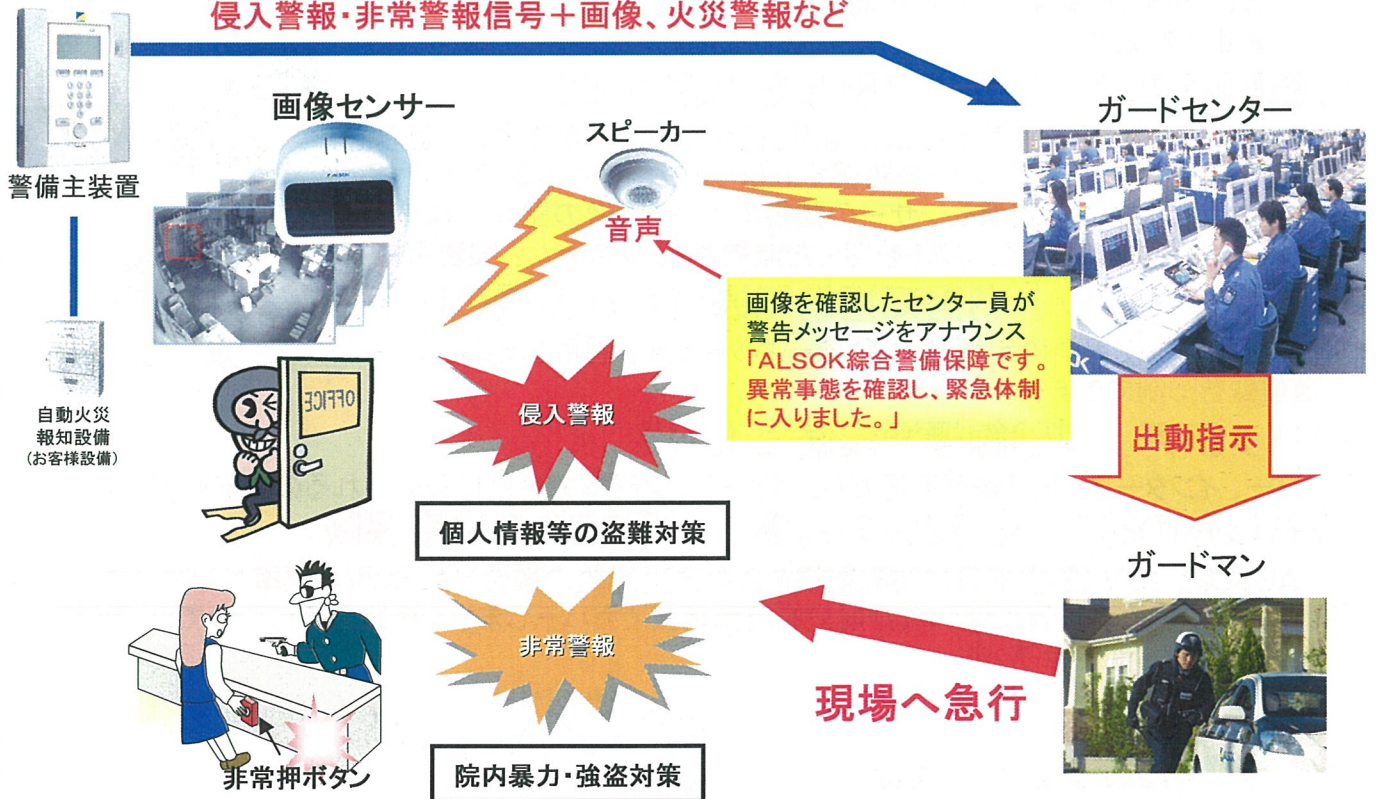 侵入警報・非常警報信号＋画像、火災警報など
画像センサー
スピーカー
ガードセンター
警備主装置
音声
画像を確認したセンター員が
警告メッセージをアナウンス
「ALSOK綜合警備保障です。
異常事態を確認し、緊急体制
に入りました。」
自動火災
報知設備
(お客様設備)
OFFICE
侵入警報
出動指示
個人情報等の盗難対策
ガードマン
非常警報
現場へ急行
非常押ボタン
院内暴力・強盗対策